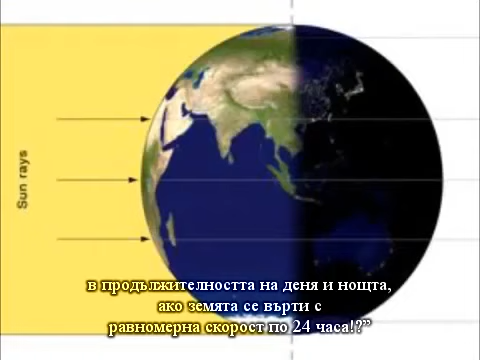 Sun rays
в продължителността на деня и нощта,
ако земята се върти с
равномерна скорост по 24 часа!?”